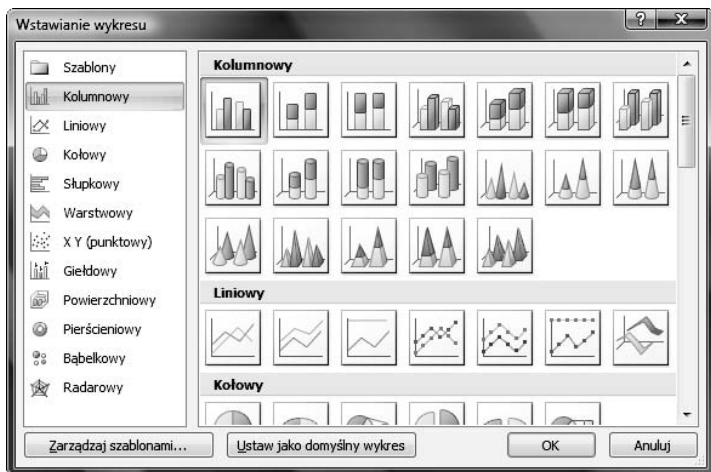 Wstawianie wykresu
Szablony
Kolumnowy
Liniowy
Kołowy
Słupkowy
Warstwowy
X Y (punktowy)
Giełdowy
Powierzchniowy
Pierścieniowy
Bąbelkowy
Radarowy
Kolumnowy
Liniowy
Kołowy
Zarządzaj szablonami...
Ustaw jako domyślny wykres
OK
Anuluj